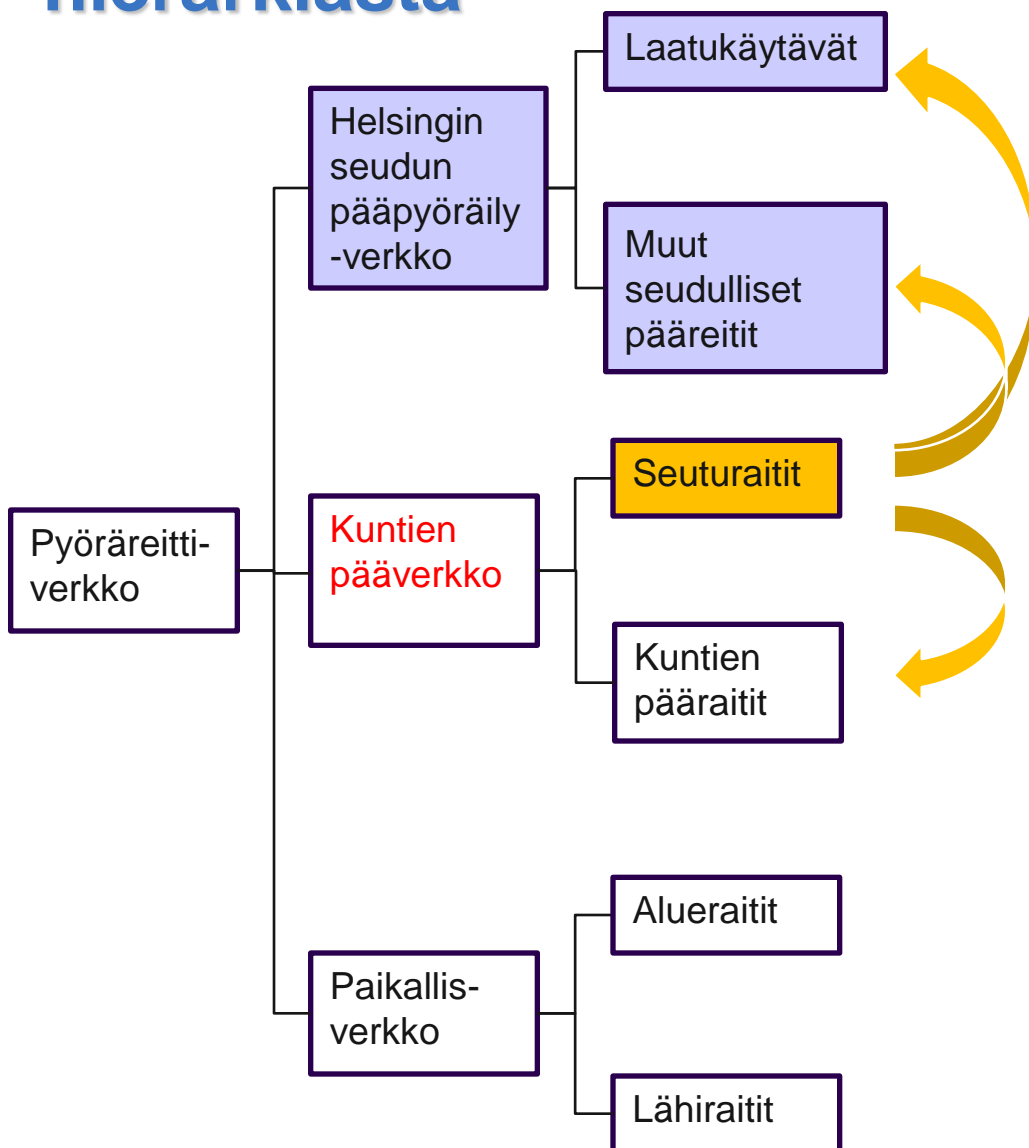 hierarkiasta
Laatukäytävät
Helsingin
seudun
pääpyöräily
-verkko
Muut
seudulliset
pääreitit
Seuturaitit
Pyöräreitti-
verkko
Kuntien
pääverkko
Kuntien
pääraitit
Alueraitit
Paikallis-
verkko
Lähiraitit